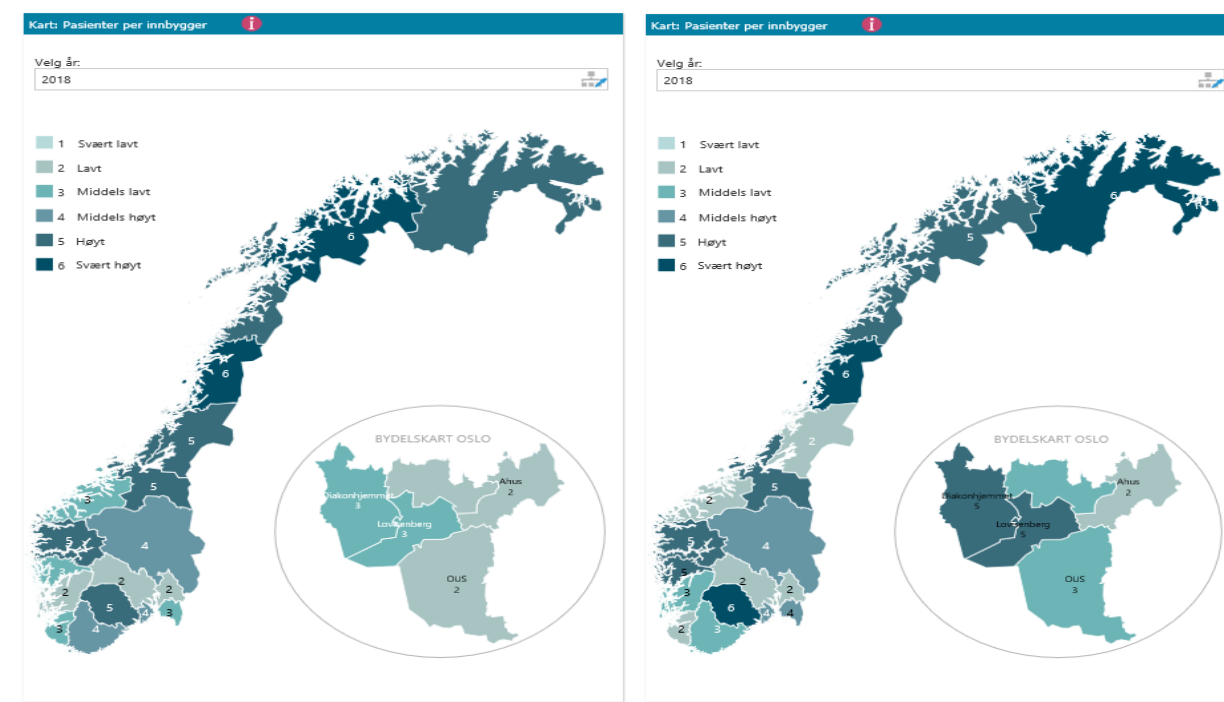 Kart: Pasienter per innbygger i
Velg år:
2018
1 Svært lavt
2 Lavt
3 Middels lavt
4 Middels høyt
5 Høyt
6 Svært høyt
5
6
6
5
5
3
5
4
2
2
2
5
4
3
3
4
BYDELSKART OSLO
Ahus
2
Diakonhjemmet
3
Lovisenberg
3
OUS
2
Kart: Pasienter per innbygger i
Velg år:
2018
1 Svært lavt
2 Lavt
3 Middels lavt
4 Middels høyt
5 Høyt
6 Svært høyt
6
5
6
2
5
2
5
4
5
3
2
2
6
4
4
2
3
BYDELSKART OSLO
Ahus
2
Diakonhjemmet
5
Lovisenberg
5
OUS
3